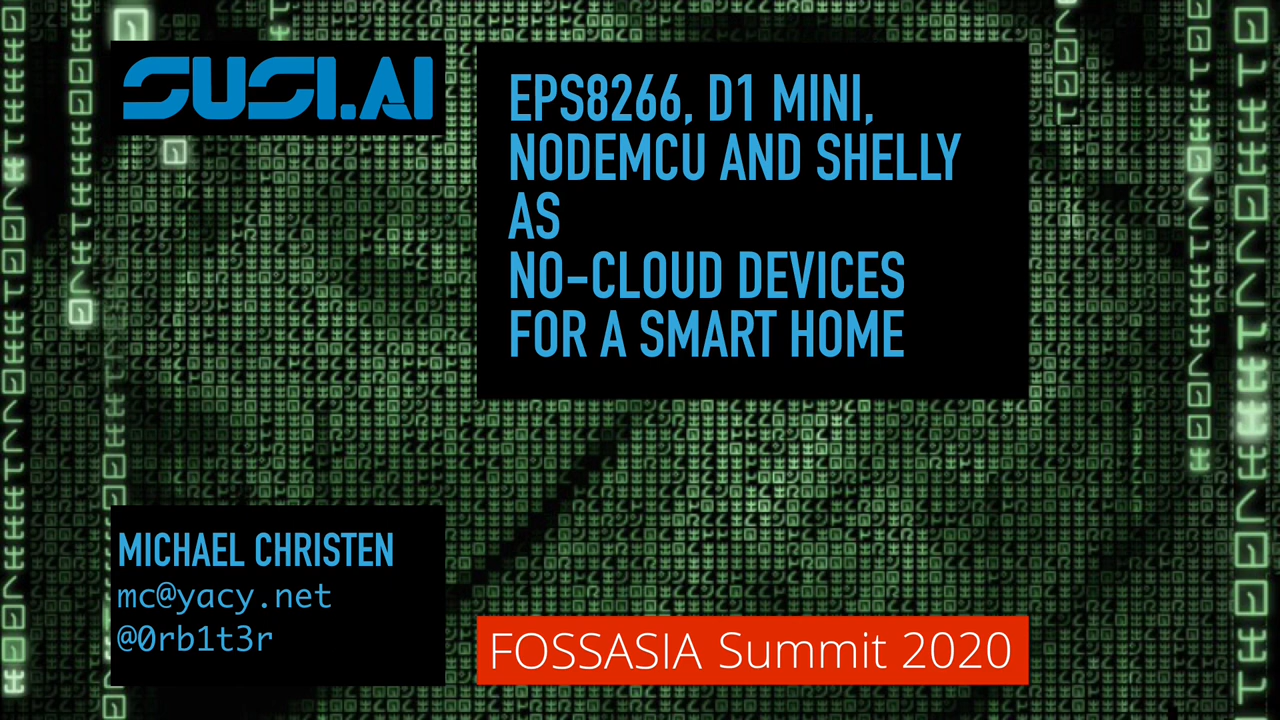 SUSI.AI
EPS8266, D1 MINI,
NODEMCU AND SHELLY
AS
NO-CLOUD DEVICES
FOR A SMART HOME
MICHAEL CHRISTEN
mc@yacy.net
@0rb1t3r
FOSSASIA Summit 2020